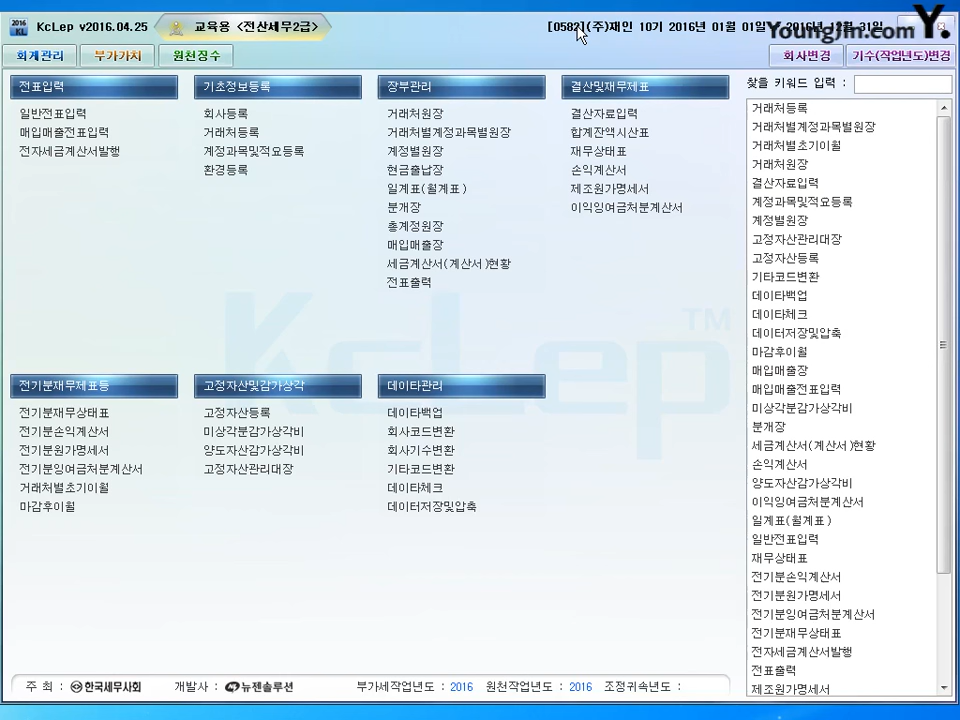 2016
KL
KcLep v2016.04.25
교육용 <전산세무2급>
[0582](주)재인 10기 2016년 01월 01일~2016년 12월 31일
Younglim.com
Y.
회계관리
부가가치
원천징수
회사변경
기수(작업년도)변경
전표입력
일반전표입력
매입매출전표입력
전자세금계산서발행
기초정보등록
회사등록
거래처등록
계정과목및적요등록
환경등록
장부관리
거래처원장
거래처별계정과목별원장
계정별원장
현금출납장
일계표(월계표)
분개장
총계정원장
매입매출장
세금계산서(계산서)현황
전표출력
결산및재무제표
결산자료입력
합계잔액시산표
재무상태표
손익계산서
제조원가명세서
이익잉여금처분계산서
전기분재무제표등
전기분재무상태표
전기분손익계산서
전기분원가명세서
전기분잉여금처분계산서
거래처별초기이월
마감후이월
고정자산및감가상각
고정자산등록
미상각분감가상각비
양도자산감가상각비
고정자산관리대장
데이타관리
데이타백업
회사코드변환
회사기수변환
기타코드변환
데이타체크
데이터저장및압축
KcLep™
찾을 키워드 입력 :
거래처등록
거래처별계정과목별원장
거래처별초기이월
거래처원장
결산자료입력
계정과목및적요등록
계정별원장
고정자산관리대장
고정자산등록
기타코드변환
데이타백업
데이타체크
데이터저장및압축
마감후이월
매입매출장
매입매출전표입력
미상각분감가상각비
분개장
세금계산서(계산서)현황
손익계산서
양도자산감가상각비
이익잉여금처분계산서
일계표(월계표)
일반전표입력
재무상태표
전기분손익계산서
전기분원가명세서
전기분잉여금처분계산서
전기분재무상태표
전자세금계산서발행
전표출력
제조원가명세서
주 최 : 한국세무사회
개발사 : 뉴젠솔루션
부가세작업년도 : 2016
원천작업년도 : 2016
조정귀속년도 :